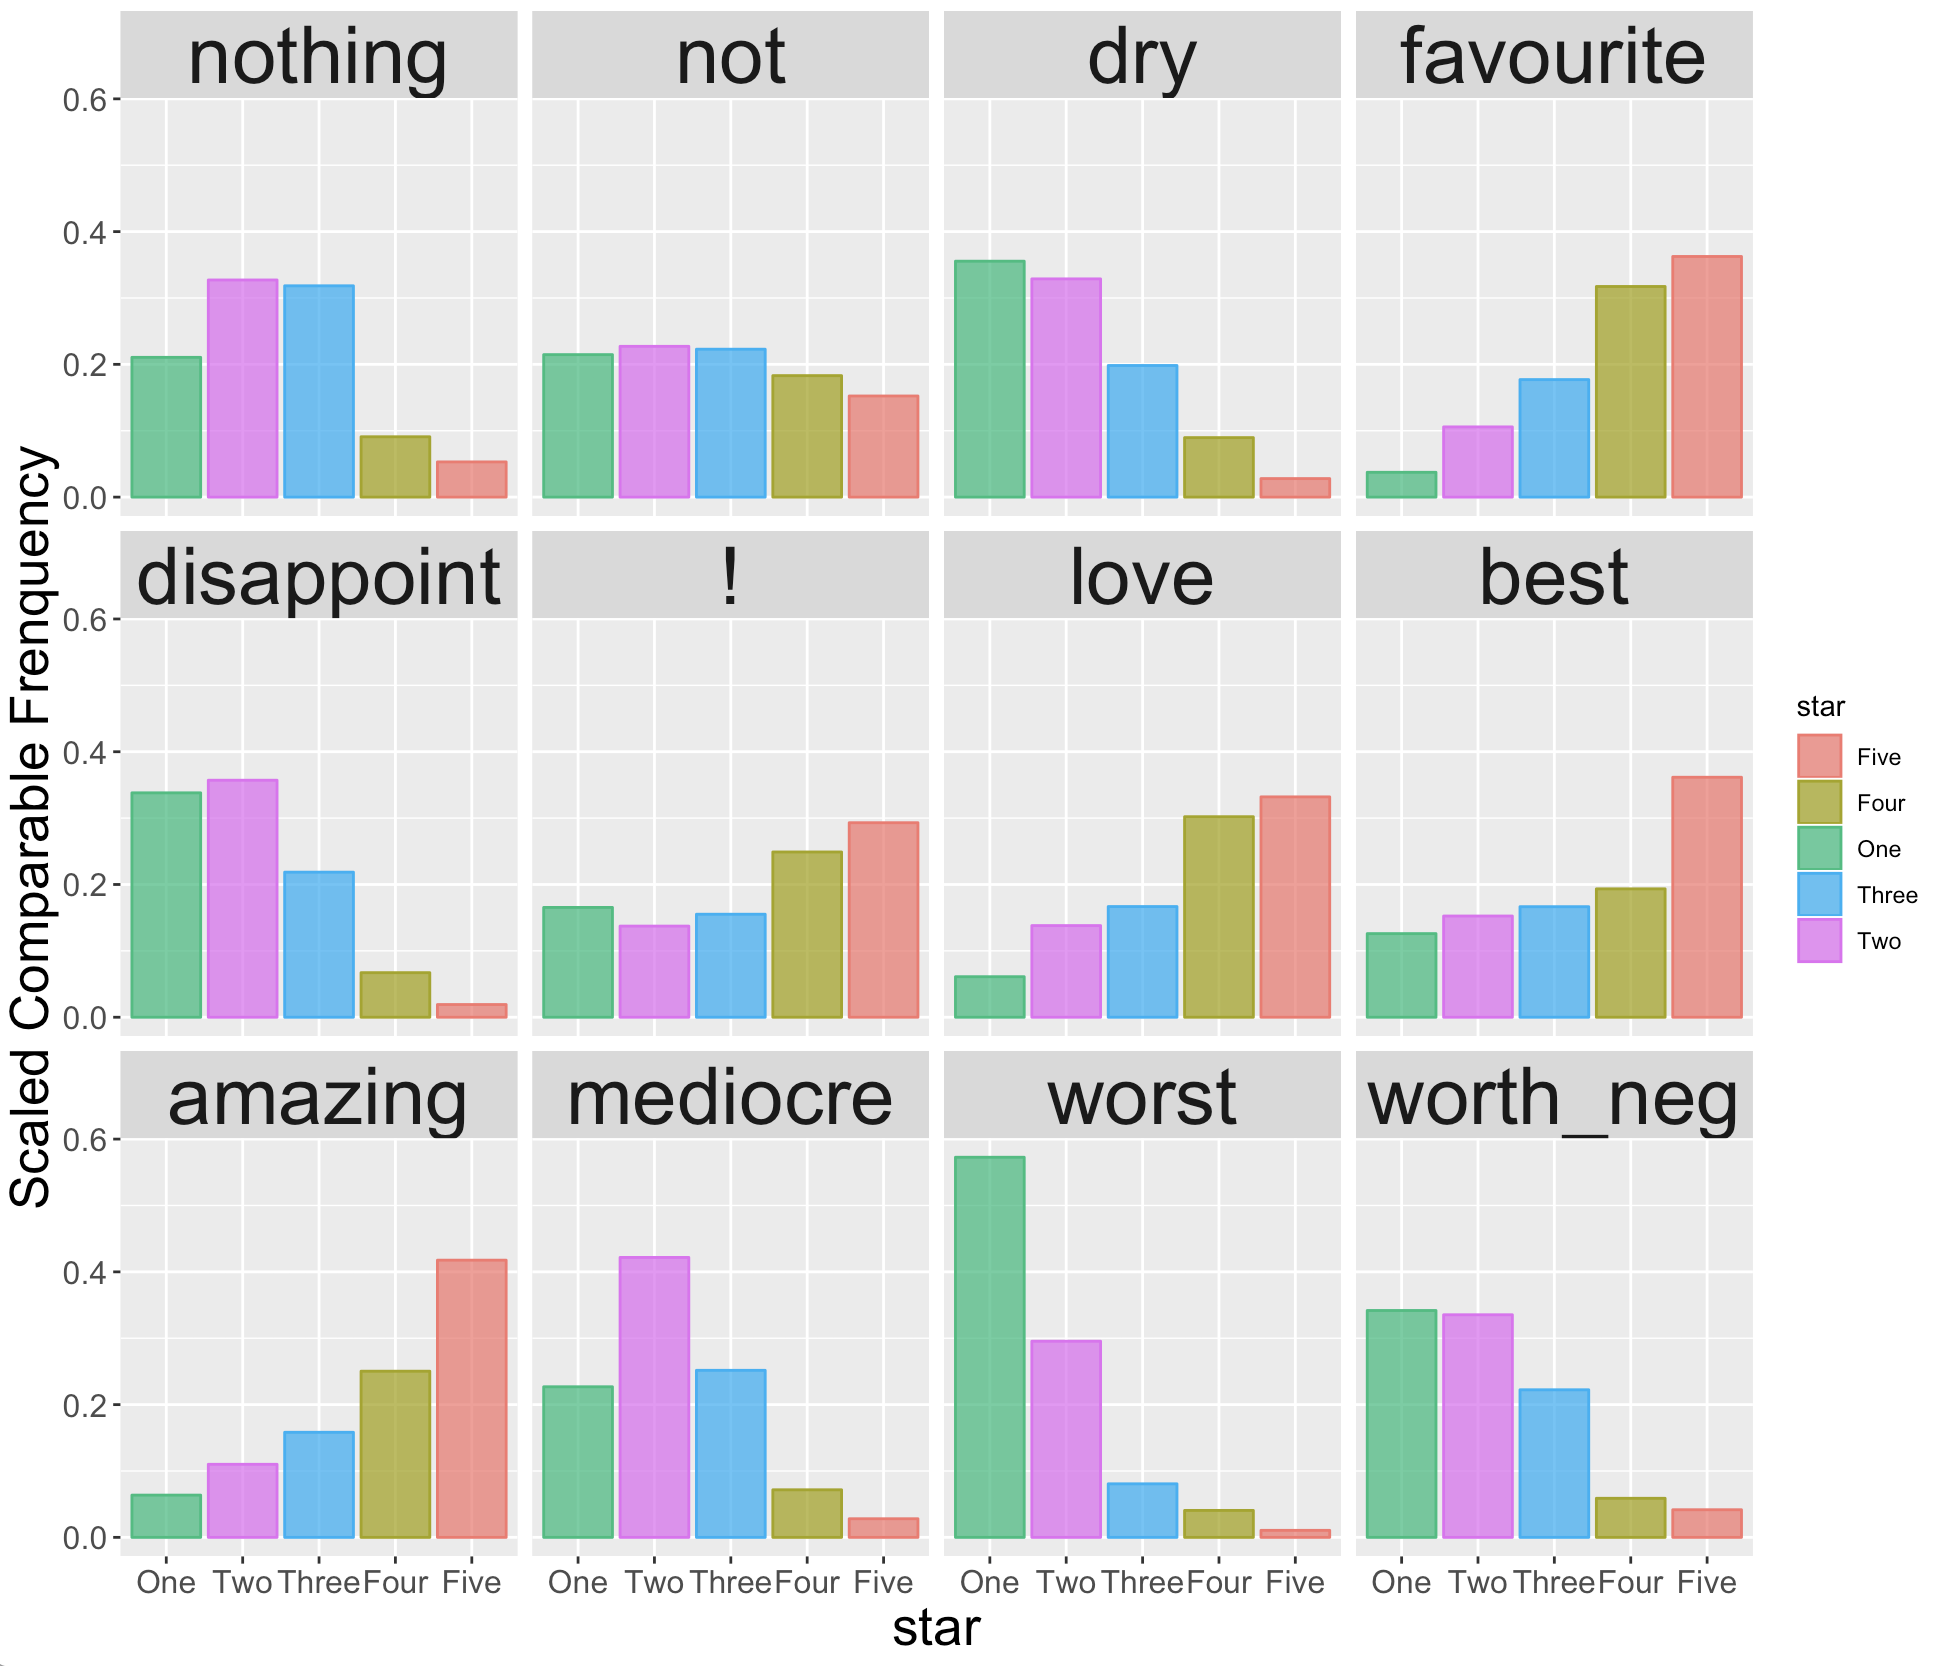 nothing not dry favourite
0.6
0.4
0.2
0.0
disappoint ! love best
0.6
0.4
0.2
0.0
amazing mediocre worst worth_neg
0.6
0.4
0.2
0.0
One Two Three Four Five One Two Three Four Five One Two Three Four Five One Two Three Four Five
star
Scaled Comparable Frenquency
star
Five
Four
One
Three
Two